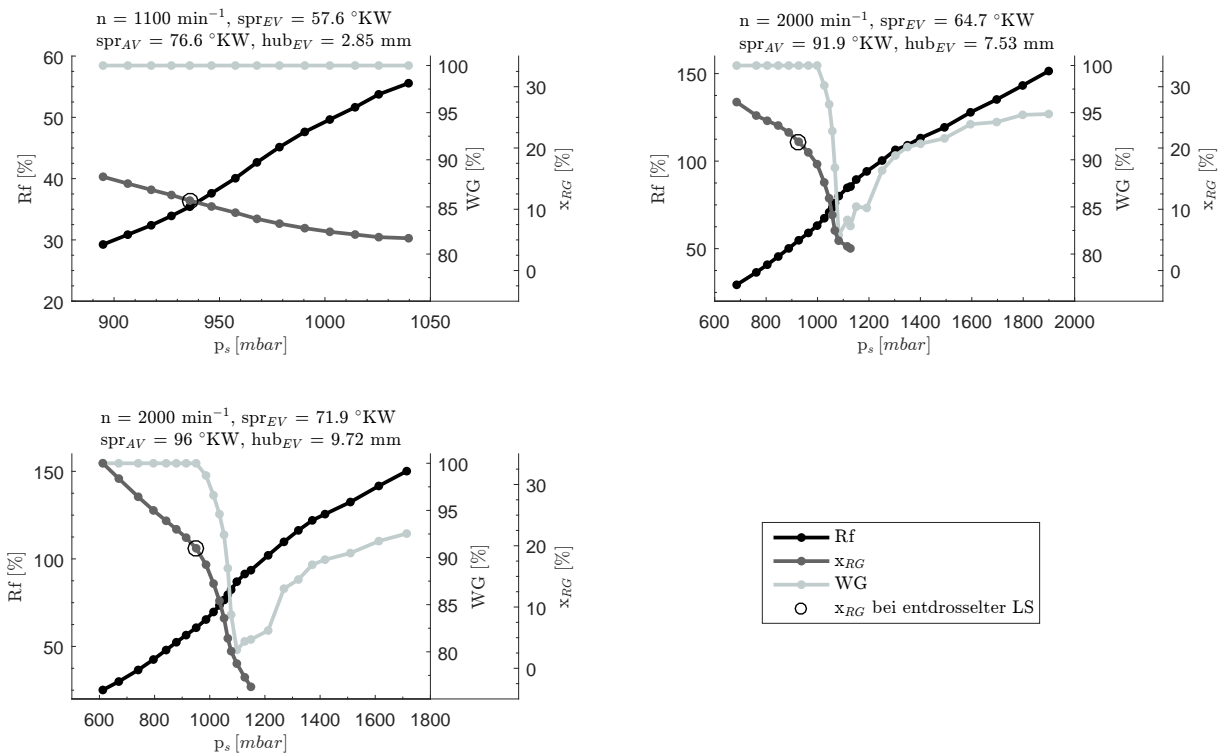 n = 1100 min⁻¹, spr_EV = 57.6 °KW
spr_AV = 76.6 °KW, hub_EV = 2.85 mm
60
50
40
30
20
Rf [%]
100
95
90
85
80
WG [%]
30
20
10
0
x_RG [%]
900
950
1000
1050
p_s [mbar]
n = 2000 min⁻¹, spr_EV = 64.7 °KW
spr_AV = 91.9 °KW, hub_EV = 7.53 mm
150
100
50
Rf [%]
100
95
90
85
80
WG [%]
30
20
10
0
x_RG [%]
600
800
1000
1200
1400
1600
1800
2000
p_s [mbar]
n = 2000 min⁻¹, spr_EV = 71.9 °KW
spr_AV = 96 °KW, hub_EV = 9.72 mm
150
100
50
Rf [%]
100
95
90
85
80
WG [%]
30
20
10
0
x_RG [%]
600
800
1000
1200
1400
1600
1800
p_s [mbar]
Rf
x_RG
WG
x_RG bei entdrosselter LS